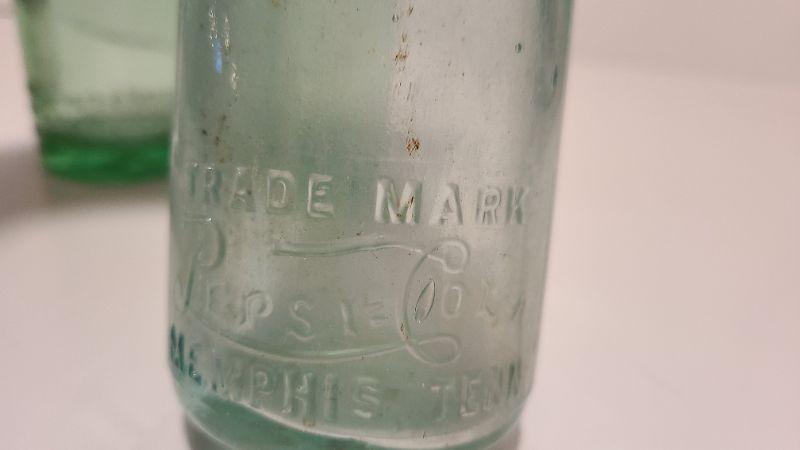 TRADE MARK
PEPSI=COLA
MEMPHIS TENN